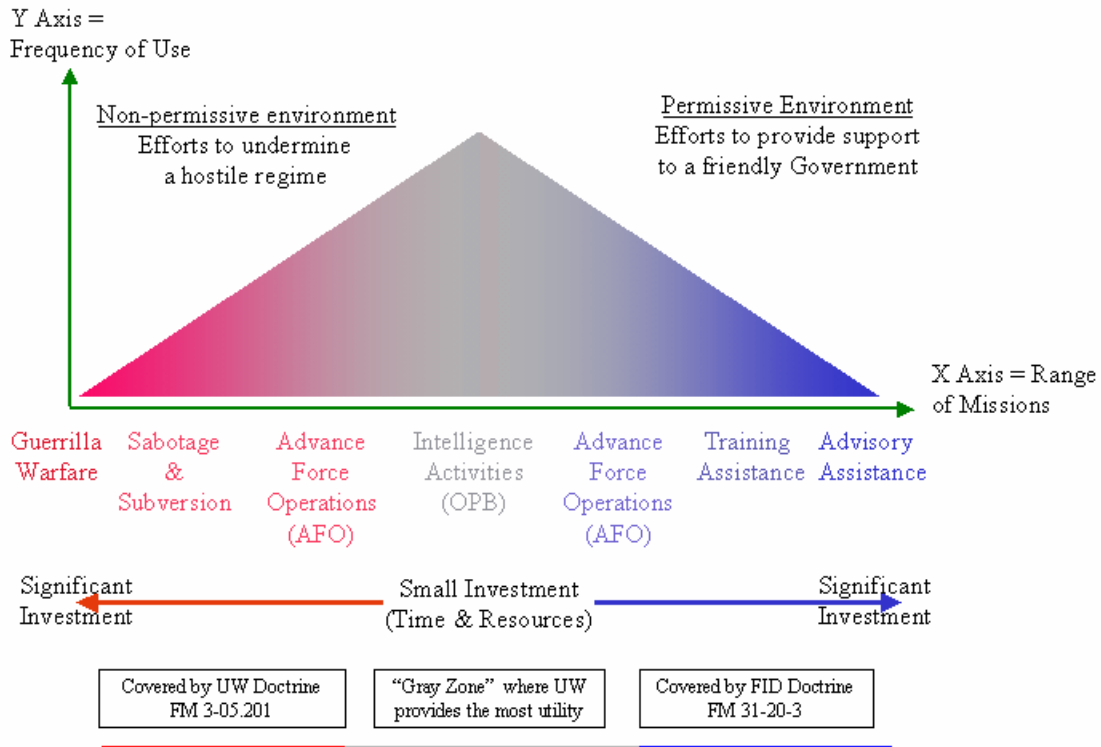 Y Axis =
Frequency of Use
Non-permissive environment
Efforts to undermine
a hostile regime
Permissive Environment
Efforts to provide support
to a friendly Government
X Axis = Range
of Missions
Guerrilla
Warfare
Sabotage
&
Subversion
Advance
Force
Operations
(AFO)
Intelligence
Activities
(OPB)
Advance
Force
Operations
(AFO)
Training
Assistance
Advisory
Assistance
Significant
Investment
Small Investment
(Time & Resources)
Significant
Investment
Covered by UW Doctrine
FM 3-05.201
“Gray Zone” where UW
provides the most utility
Covered by FID Doctrine
FM 31-20-3